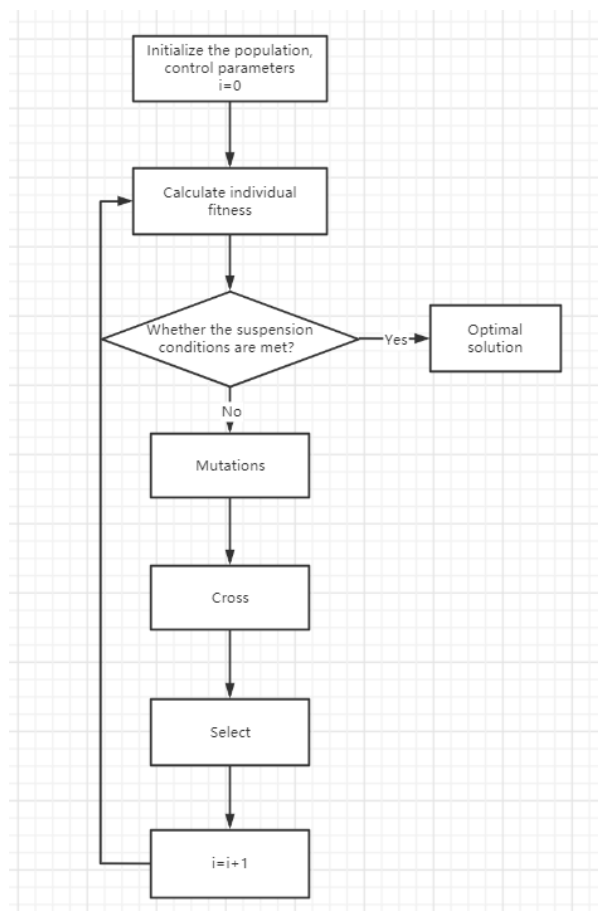 Initialize the population,
control parameters
i=0
Calculate individual
fitness
Whether the suspension
conditions are met?
Yes
Optimal
solution
No
Mutations
Cross
Select
i=i+1